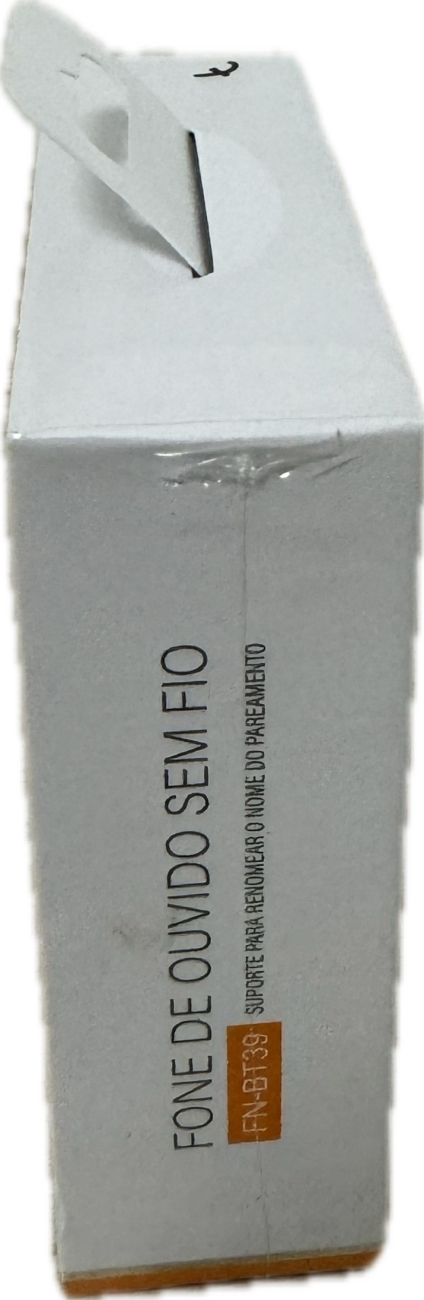 FONE DE OUVIDO SEM FIO
FN-BT39 SUPORTE PARA RENOMEAR O NOME DO PAREAMENTO